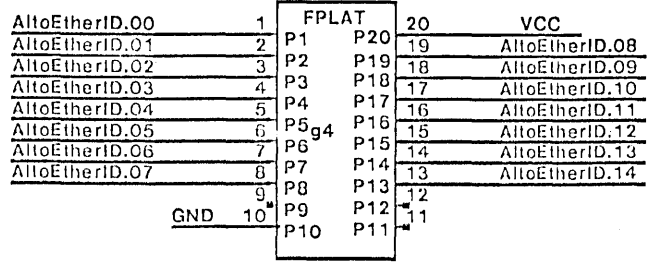 FPLAT
AltoEtherID.00 1 P1 P20 20 VCC
AltoEtherID.01 2 P2 P19 19 AltoEtherID.08
AltoEtherID.02 3 P3 P18 18 AltoEtherID.09
AltoEtherID.03 4 P4 P17 17 AltoEtherID.10
AltoEtherID.04 5 P5 g4 P16 16 AltoEtherID.11
AltoEtherID.05 6 P6 P15 15 AltoEtherID.12
AltoEtherID.06 7 P7 P14 14 AltoEtherID.13
AltoEtherID.07 8 P8 P13 13 AltoEtherID.14
9 P9 P12 12
GND 10 P10 P11 11